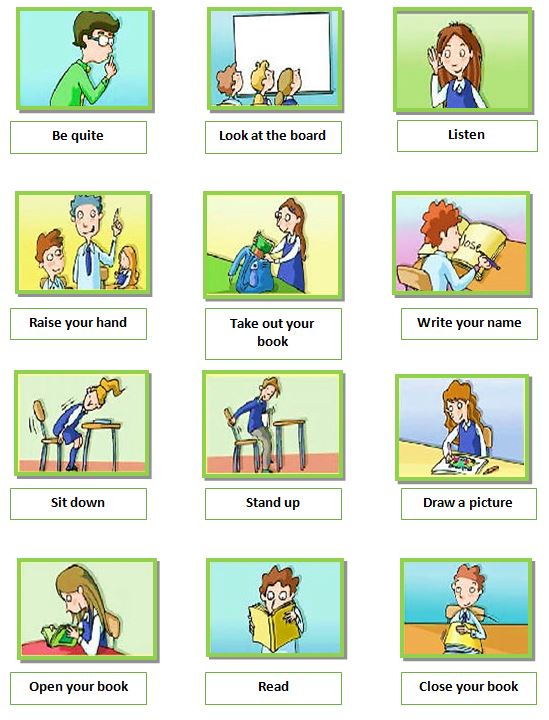 Be quite
Look at the board
Listen
Raise your hand
Take out your
book
Jose
Write your name
Sit down
Stand up
Draw a picture
Open your book
Read
Close your book